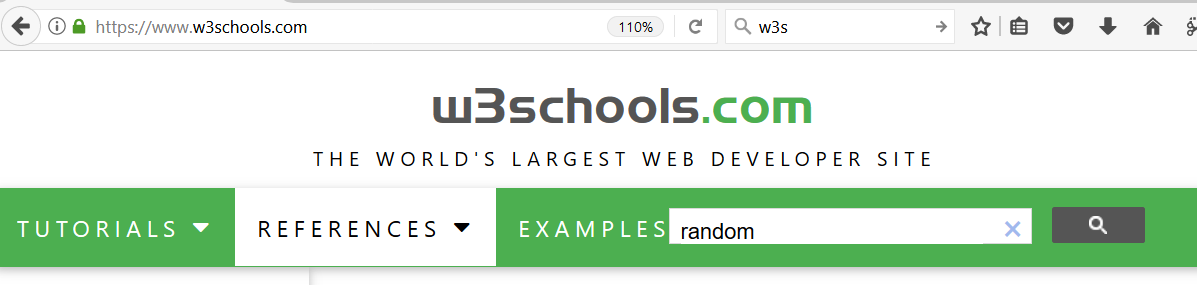 https://www.w3schools.com 110% w3s
w3schools.com
THE WORLD'S LARGEST WEB DEVELOPER SITE
TUTORIALS REFERENCES EXAMPLES random